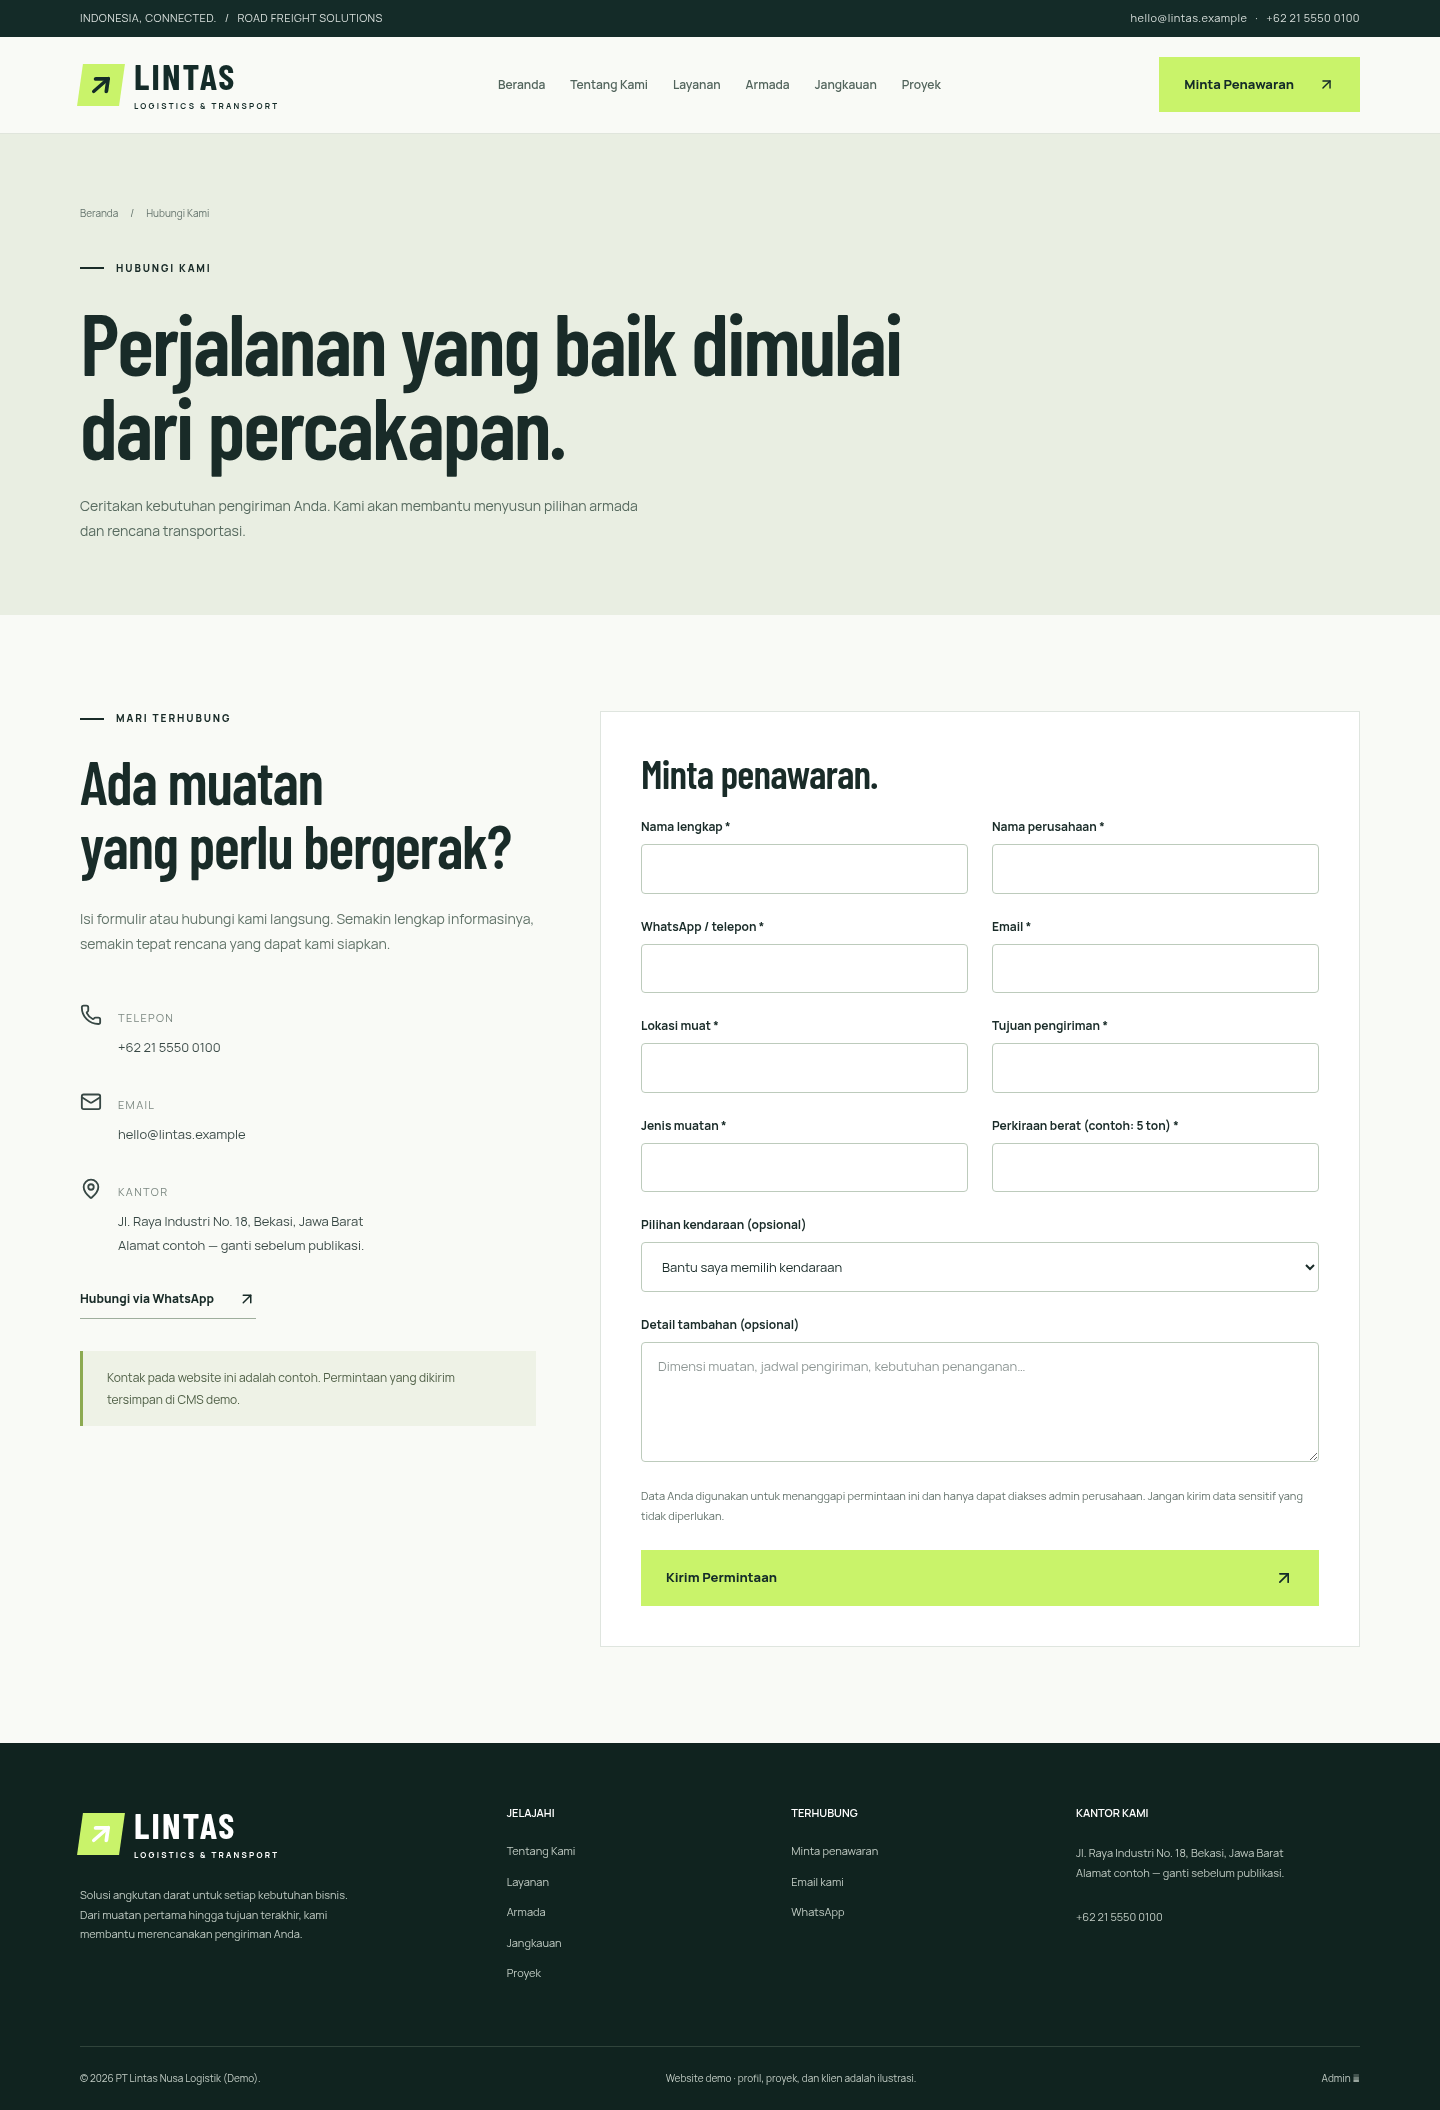 INDONESIA, CONNECTED. / ROAD FREIGHT SOLUTIONS
hello@lintas.example · +62 21 5550 0100
LINTAS
LOGISTICS & TRANSPORT
Beranda Tentang Kami Layanan Armada Jangkauan Proyek
Minta Penawaran
Beranda / Hubungi Kami
HUBUNGI KAMI
Perjalanan yang baik dimulai
dari percakapan.
Ceritakan kebutuhan pengiriman Anda. Kami akan membantu menyusun pilihan armada
dan rencana transportasi.
MARI TERHUBUNG
Ada muatan
yang perlu bergerak?
Isi formulir atau hubungi kami langsung. Semakin lengkap informasinya,
semakin tepat rencana yang dapat kami siapkan.
TELEPON
+62 21 5550 0100
EMAIL
hello@lintas.example
KANTOR
Jl. Raya Industri No. 18, Bekasi, Jawa Barat
Alamat contoh — ganti sebelum publikasi.
Hubungi via WhatsApp
Kontak pada website ini adalah contoh. Permintaan yang dikirim
tersimpan di CMS demo.
Minta penawaran.
Nama lengkap *
Nama perusahaan *
WhatsApp / telepon *
Email *
Lokasi muat *
Tujuan pengiriman *
Jenis muatan *
Perkiraan berat (contoh: 5 ton) *
Pilihan kendaraan (opsional)
Bantu saya memilih kendaraan
Detail tambahan (opsional)
Dimensi muatan, jadwal pengiriman, kebutuhan penanganan...
Data Anda digunakan untuk menanggapi permintaan ini dan hanya dapat diakses admin perusahaan. Jangan kirim data sensitif yang
tidak diperlukan.
Kirim Permintaan
LINTAS
LOGISTICS & TRANSPORT
Solusi angkutan darat untuk setiap kebutuhan bisnis.
Dari muatan pertama hingga tujuan terakhir, kami
membantu merencanakan pengiriman Anda.
JELAJAHI
Tentang Kami
Layanan
Armada
Jangkauan
Proyek
TERHUBUNG
Minta penawaran
Email kami
WhatsApp
KANTOR KAMI
Jl. Raya Industri No. 18, Bekasi, Jawa Barat
Alamat contoh — ganti sebelum publikasi.
+62 21 5550 0100
© 2026 PT Lintas Nusa Logistik (Demo).
Website demo · profil, proyek, dan klien adalah ilustrasi.
Admin